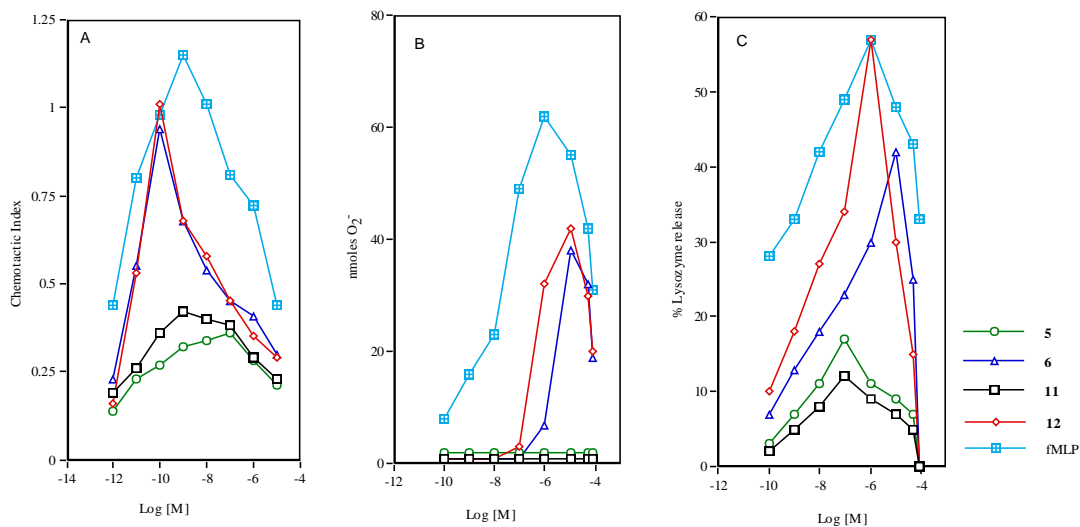 A
Chemotactic Index
1.25
1
0.75
0.5
0.25
0
-14 -12 -10 -8 -6 -4
Log [M]
B
nmoles O₂⁻
80
60
40
20
0
-12 -10 -8 -6 -4
Log [M]
C
% Lysozyme release
60
50
40
30
20
10
0
-12 -10 -8 -6 -4 -2
Log [M]
5
6
11
12
fMLP